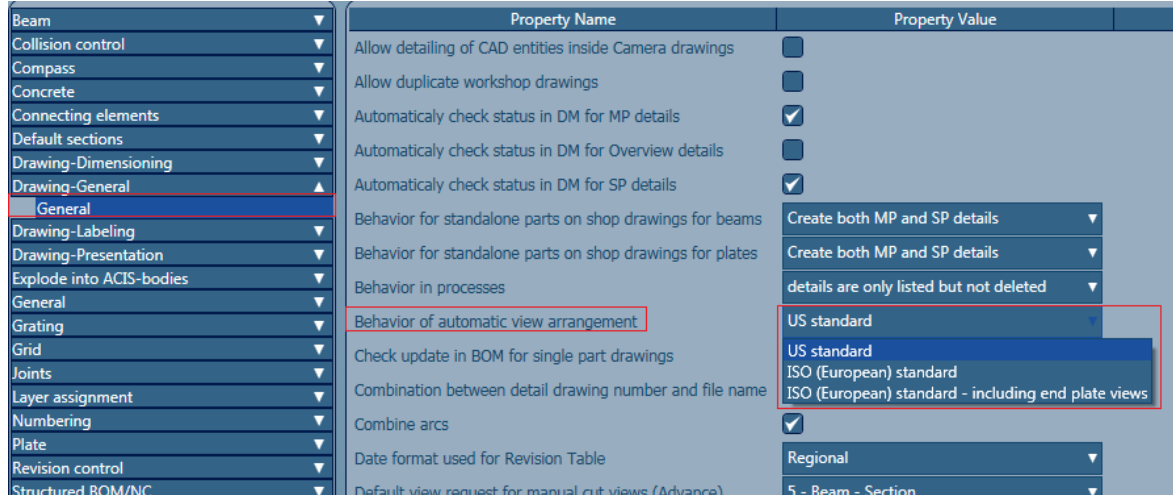 Beam
Collision control
Compass
Concrete
Connecting elements
Default sections
Drawing-Dimensioning
Drawing-General
General
Drawing-Labeling
Drawing-Presentation
Explode into ACIS-bodies
General
Grating
Grid
Joints
Layer assignment
Numbering
Plate
Revision control
Structured BOM/NC
Property Name Property Value
Allow detailing of CAD entities inside Camera drawings
Allow duplicate workshop drawings
Automaticaly check status in DM for MP details
Automaticaly check status in DM for Overview details
Automaticaly check status in DM for SP details
Behavior for standalone parts on shop drawings for beams Create both MP and SP details
Behavior for standalone parts on shop drawings for plates Create both MP and SP details
Behavior in processes details are only listed but not deleted
Behavior of automatic view arrangement US standard
US standard
Check update in BOM for single part drawings ISO (European) standard
Combination between detail drawing number and file name ISO (European) standard - including end plate views
Combine arcs
Date format used for Revision Table Regional
Default view request for manual cut views (Advance) 5 - Beam - Section